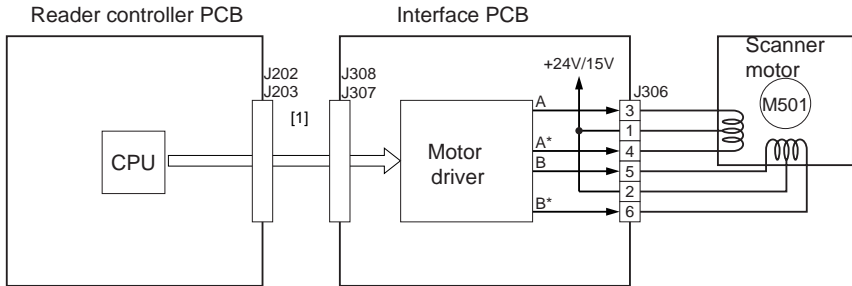 Reader controller PCB
Interface PCB
Scanner
motor
M501
+24V/15V
J202
J203
J308
J307
J306
[1]
CPU
Motor
driver
A
A*
B
B*
3
1
4
5
2
6